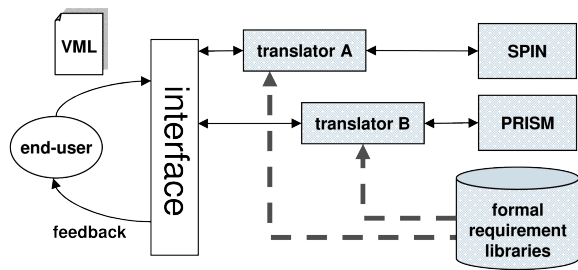 VML
translator A
SPIN
interface
translator B
PRISM
end-user
feedback
formal
requirement
libraries